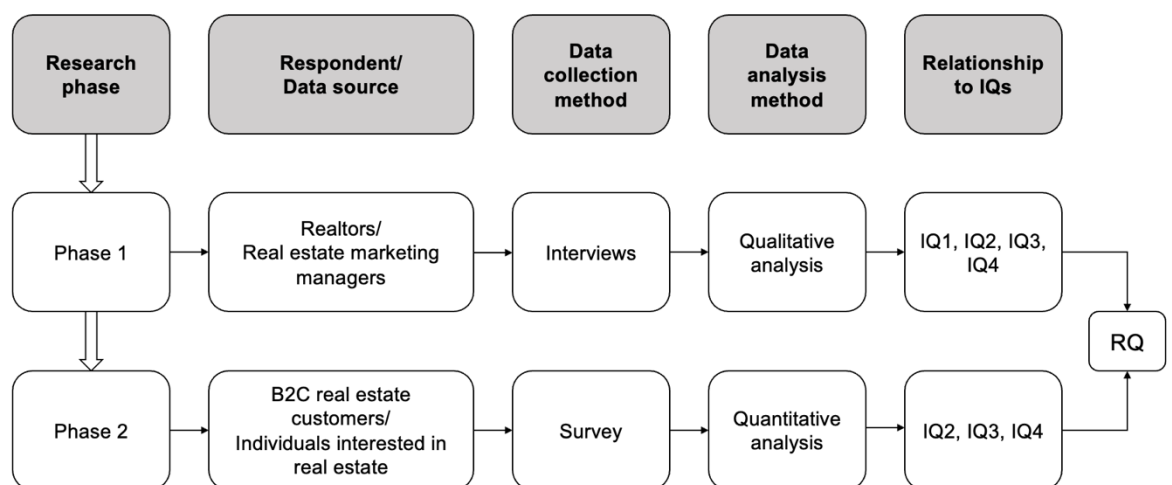 Research
phase
Respondent/
Data source
Data
collection
method
Data
analysis
method
Relationship
to IQs
Phase 1
Realtors/
Real estate marketing
managers
Interviews
Qualitative
analysis
IQ1, IQ2, IQ3,
IQ4
RQ
Phase 2
B2C real estate
customers/
Individuals interested in
real estate
Survey
Quantitative
analysis
IQ2, IQ3, IQ4